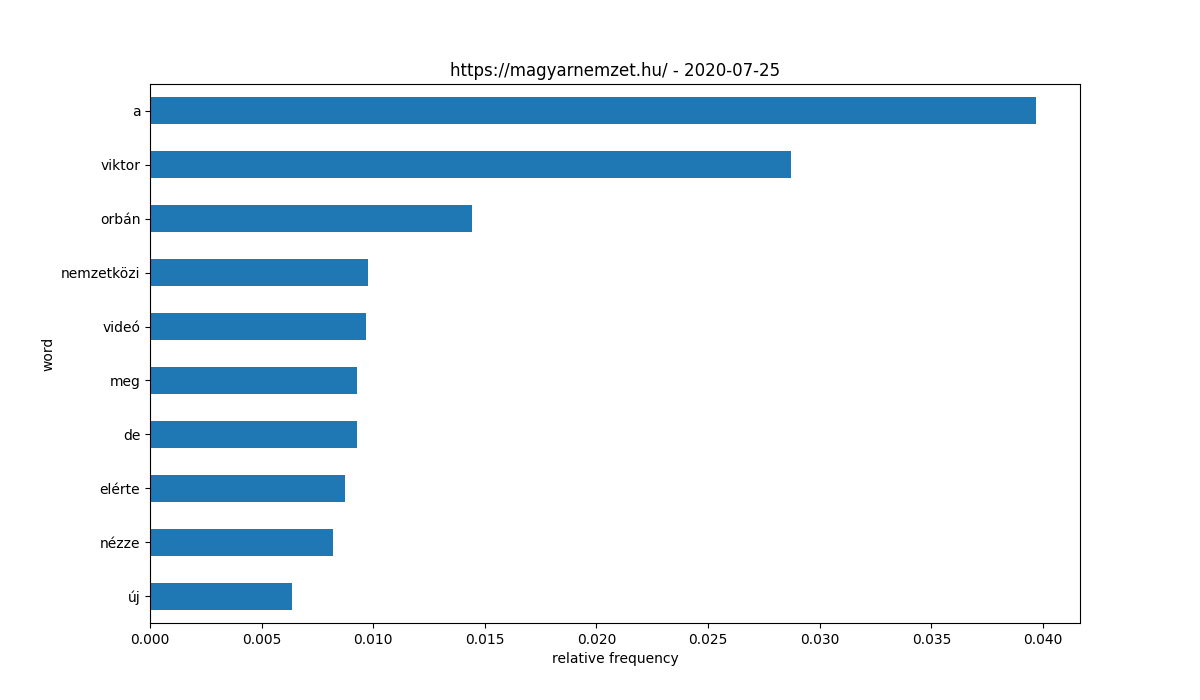 https://magyarnemzet.hu/ - 2020-07-25
a
viktor
orbán
nemzetközi
videó
word
meg
de
elérte
nézze
új
0.000 0.005 0.010 0.015 0.020 0.025 0.030 0.035 0.040
relative frequency